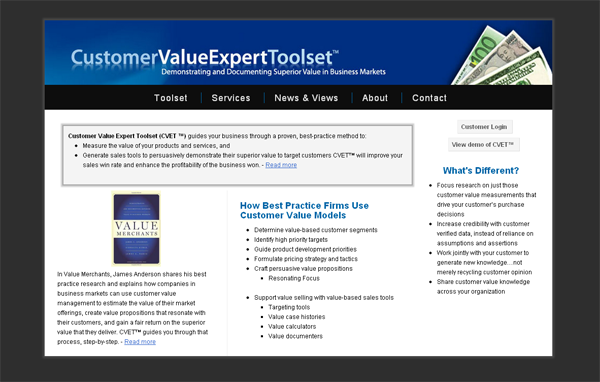 CustomerValueExpertToolset™
Demonstrating and Documenting Superior Value in Business Markets
Toolset
Services
News & Views
About
Contact
Customer Value Expert Toolset (CVET ™) guides your business through a proven, best-practice method to:
Measure the value of your products and services, and
Generate sales tools to persuasively demonstrate their superior value to target customers CVET™ will improve your
sales win rate and enhance the profitability of the business won. - Read more
Customer Login
View demo of CVET™
VALUE
MERCHANTS
In Value Merchants, James Anderson shares his best
practice research and explains how companies in
business markets can use customer value
management to estimate the value of their market
offerings, create value propositions that resonate with
their customers, and gain a fair return on the superior
value that they deliver. CVET™ guides you through that
process, step-by-step. - Read more
How Best Practice Firms Use
Customer Value Models
Determine value-based customer segments
Identify high priority targets
Guide product development priorities
Formulate pricing strategy and tactics
Craft persuasive value propositions
Resonating Focus
Support value selling with value-based sales tools
Targeting tools
Value case histories
Value calculators
Value documenters
What's Different?
Focus research on just those
customer value measurements that
drive your customer's purchase
decisions
Increase credibility with customer
verified data, instead of reliance on
assumptions and assertions
Work jointly with your customer to
generate new knowledge...not
merely recycling customer opinion
Share customer value knowledge
across your organization